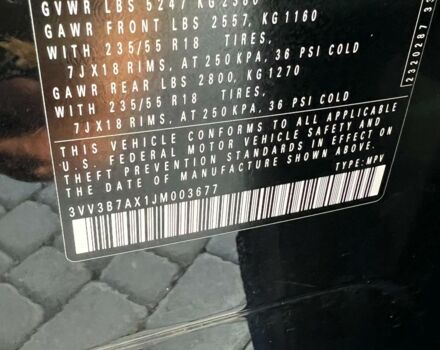 GVWR LBS 5247 KG 2380
GAWR FRONT LBS 2557, KG 1160
WITH 235/55 R18 TIRES,
7JX18 RIMS, AT 250KPA, 36 PSI COLD
GAWR REAR LBS 2800, KG 1270
WITH 235/55 R18 TIRES,
7JX18 RIMS, AT 250KPA, 36 PSI COLD
THIS VEHICLE CONFORMS TO ALL APPLICABLE
U.S. FEDERAL MOTOR VEHICLE SAFETY AND
THEFT PREVENTION STANDARDS IN EFFECT ON
THE DATE OF MANUFACTURE SHOWN ABOVE.
3VV3B7AX1JM003677 TYPE: MPV
2320287